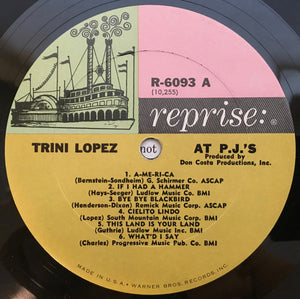 R-6093 A
(10,255)
reprise:
TRINI LOPEZ
not
AT P.J.'S
Produced by
Don Costa Productions, Inc.
1. A-ME-RI-CA
(Bernstein-Sondheim) G. Schirmer Co. ASCAP
2. IF I HAD A HAMMER
(Hays-Seeger) Ludlow Music Co. BMI
3. BYE BYE BLACKBIRD
(Henderson-Dixon) Remick Music Corp. ASCAP
4. CIELITO LINDO
(Lopez) South Mountain Music Corp. BMI
5. THIS LAND IS YOUR LAND
(Guthrie) Ludlow Music Inc. BMI
6. WHAT'D I SAY
(Charles) Progressive Music Pub. Co. BMI
MADE IN U.S.A. • WARNER BROS. RECORDS, INC.